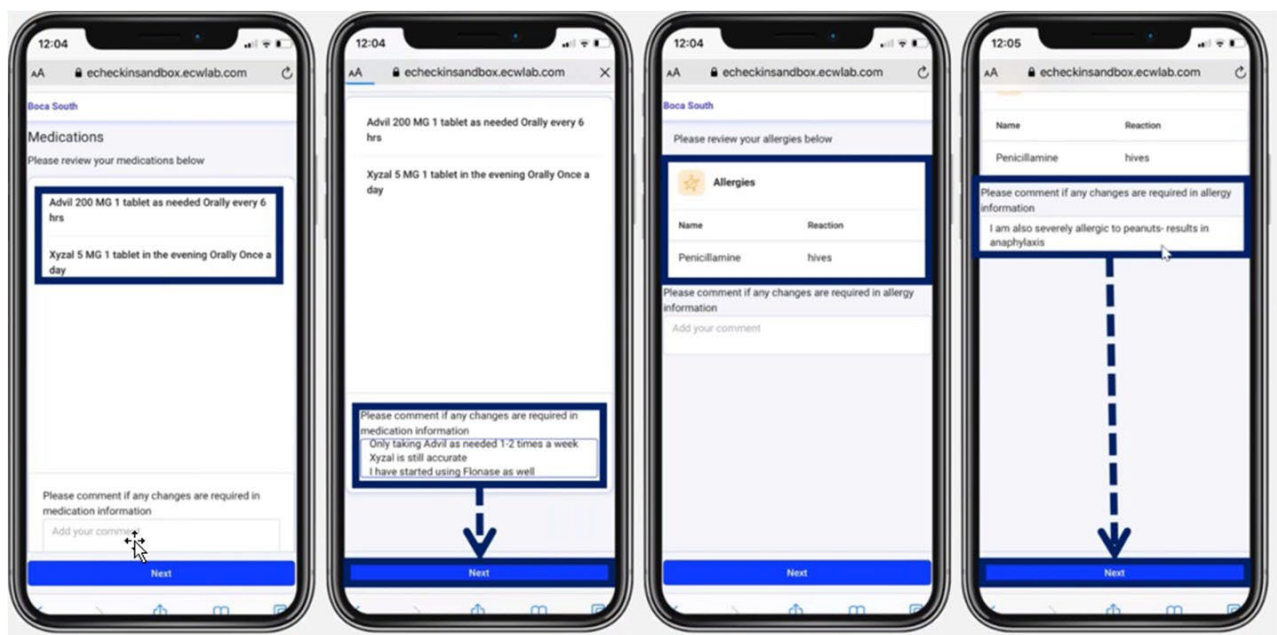 12:04
AA echeckinsandbox.ecwlab.com
Boca South
Medications
Please review your medications below
Advil 200 MG 1 tablet as needed Orally every 6
hrs
Xyzal 5 MG 1 tablet in the evening Orally Once a
day
Please comment if any changes are required in
medication information
Add your comment
Next
12:04
AA echeckinsandbox.ecwlab.com
Advil 200 MG 1 tablet as needed Orally every 6
hrs
Xyzal 5 MG 1 tablet in the evening Orally Once a
day
Please comment if any changes are required in
medication information
Only taking Advil as needed 1-2 times a week
Xyzal is still accurate
I have started using Flonase as well
Next
12:04
AA echeckinsandbox.ecwlab.com
Boca South
Please review your allergies below
Allergies
Name Reaction
Penicillamine hives
Please comment if any changes are required in allergy
information
Add your comment
Next
12:05
AA echeckinsandbox.ecwlab.com
Name Reaction
Penicillamine hives
Please comment if any changes are required in allergy
information
I am also severely allergic to peanuts- results in
anaphylaxis
Next